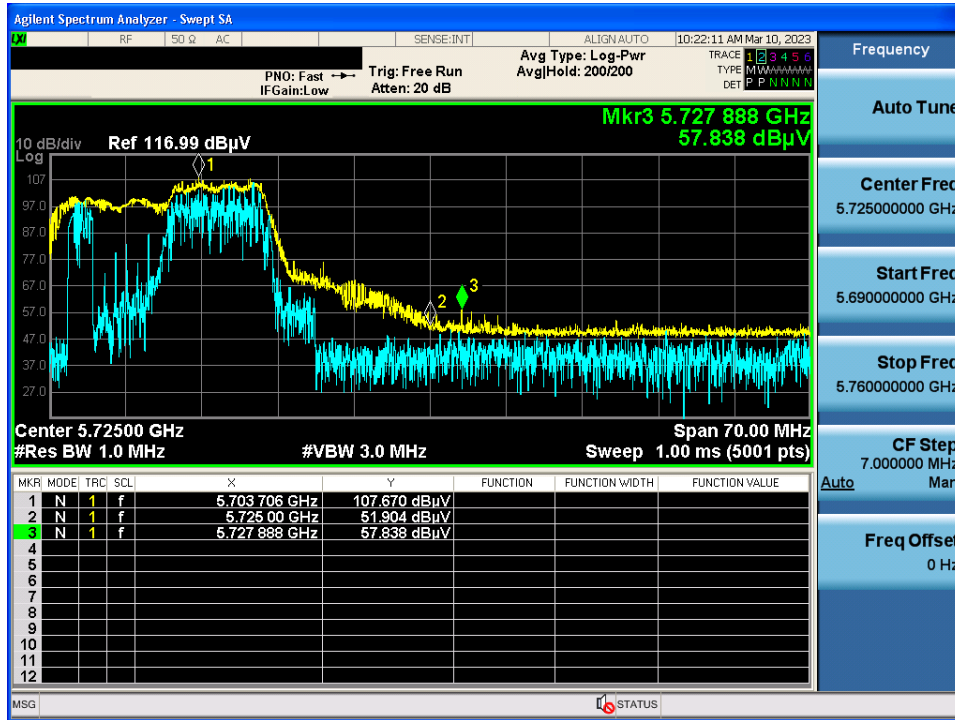 Agilent Spectrum Analyzer - Swept SA
LXI RF 50 Ω AC SENSE:INT ALIGN AUTO 10:22:11 AM Mar 10, 2023
PNO: Fast Trig: Free Run Avg Type: Log-Pwr TRACE 1 2 3 4 5 6
IFGain:Low Atten: 20 dB Avg|Hold: 200/200 TYPE M
DET P P N N N N
Mkr3 5.727 888 GHz
57.838 dBµV
10 dB/div Ref 116.99 dBµV
Log
107
97.0
87.0
77.0
67.0
57.0
47.0
37.0
27.0
1
2
3
Center 5.72500 GHz Span 70.00 MHz
#Res BW 1.0 MHz #VBW 3.0 MHz Sweep 1.00 ms (5001 pts)
MKR MODE TRC SCL X Y FUNCTION FUNCTION WIDTH FUNCTION VALUE
1 N 1 f 5.703 706 GHz 107.670 dBµV
2 N 1 f 5.725 00 GHz 51.904 dBµV
3 N 1 f 5.727 888 GHz 57.838 dBµV
4
5
6
7
8
9
10
11
12
MSG STATUS
Frequency
Auto Tune
Center Freq
5.725000000 GHz
Start Freq
5.690000000 GHz
Stop Freq
5.760000000 GHz
CF Step
7.000000 MHz
Auto Man
Freq Offset
0 Hz